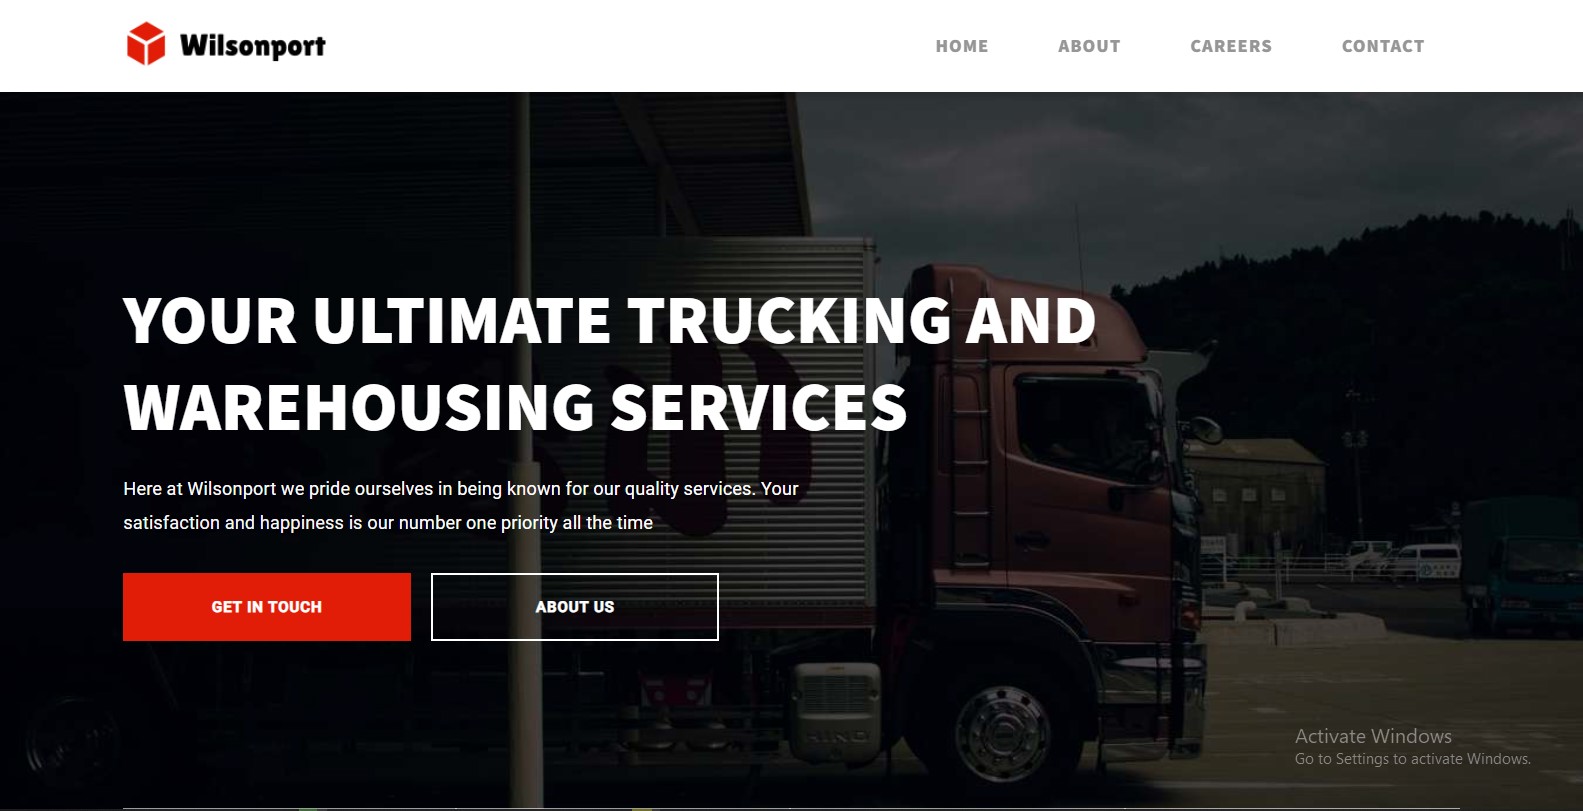 Wilsonport
HOME ABOUT CAREERS CONTACT
YOUR ULTIMATE TRUCKING AND
WAREHOUSING SERVICES
Here at Wilsonport we pride ourselves in being known for our quality services. Your
satisfaction and happiness is our number one priority all the time
GET IN TOUCH ABOUT US
HINO
Activate Windows
Go to Settings to activate Windows.